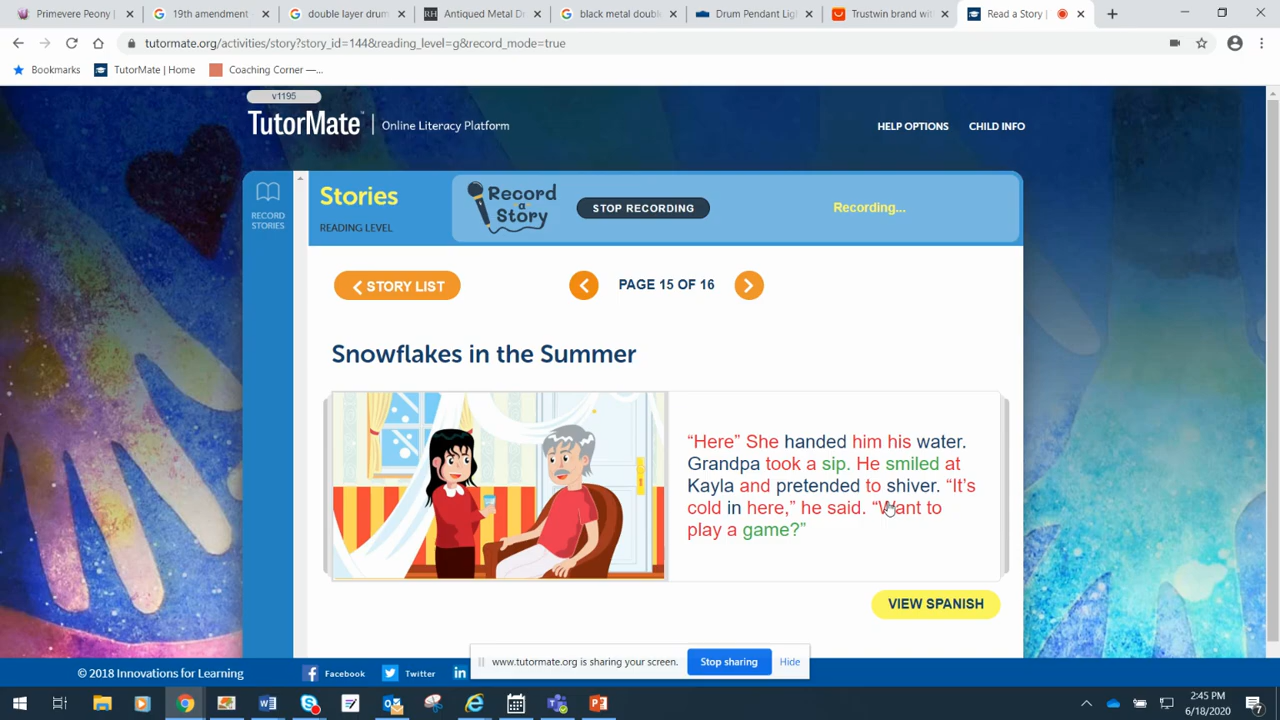 Primevere Peony |
19th amendment
double layer drum
RH
Antiqued Metal D
black metal doubl
Drum Pendant Lig
Trustwin brand wit
Read a Story |
tutormate.org/activities/story?story_id=144&reading_level=g&record_mode=true
Bookmarks
TutorMate | Home
Coaching Corner —...
v1195
TutorMate™ | Online Literacy Platform
HELP OPTIONS
CHILD INFO
RECORD
STORIES
Stories
READING LEVEL
Record
a
Story
STOP RECORDING
Recording...
STORY LIST
PAGE 15 OF 16
Snowflakes in the Summer
“Here” She handed him his water.
Grandpa took a sip. He smiled at
Kayla and pretended to shiver. “It’s
cold in here,” he said. “Want to
play a game?”
VIEW SPANISH
www.tutormate.org is sharing your screen.
Stop sharing
Hide
© 2018 Innovations for Learning
Facebook
Twitter
in
2:45 PM
6/18/2020
7